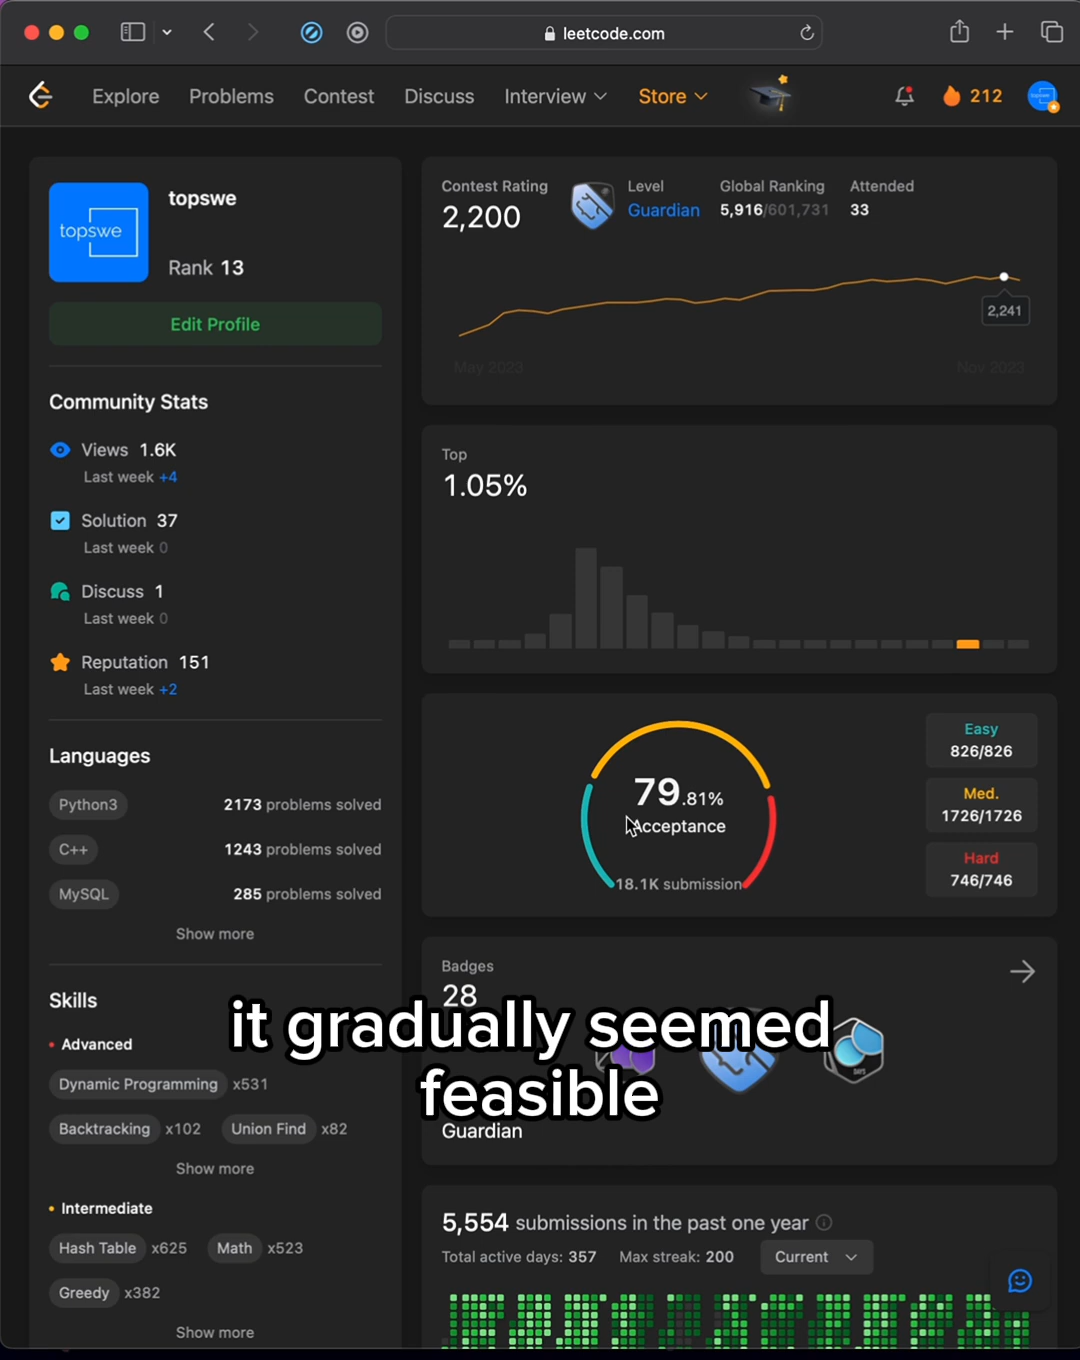 leetcode.com
Explore Problems Contest Discuss Interview Store 212
topswe
topswe
Rank 13
Edit Profile
Community Stats
Views 1.6K
Last week +4
Solution 37
Last week 0
Discuss 1
Last week 0
Reputation 151
Last week +2
Languages
Python3 2173 problems solved
C++ 1243 problems solved
MySQL 285 problems solved
Show more
Skills
Advanced
Dynamic Programming x531
Backtracking x102 Union Find x82
Show more
Intermediate
Hash Table x625 Math x523
Greedy x382
Show more
Contest Rating Level Global Ranking Attended
2,200 Guardian 5,916/601,731 33
2,241
May 2023 Nov 2023
Top
1.05%
79.81%
Acceptance
18.1K submission
Easy
826/826
Med.
1726/1726
Hard
746/746
Badges
28
it gradually seemed
feasible
DAYS
Guardian
5,554 submissions in the past one year
Total active days: 357 Max streak: 200 Current